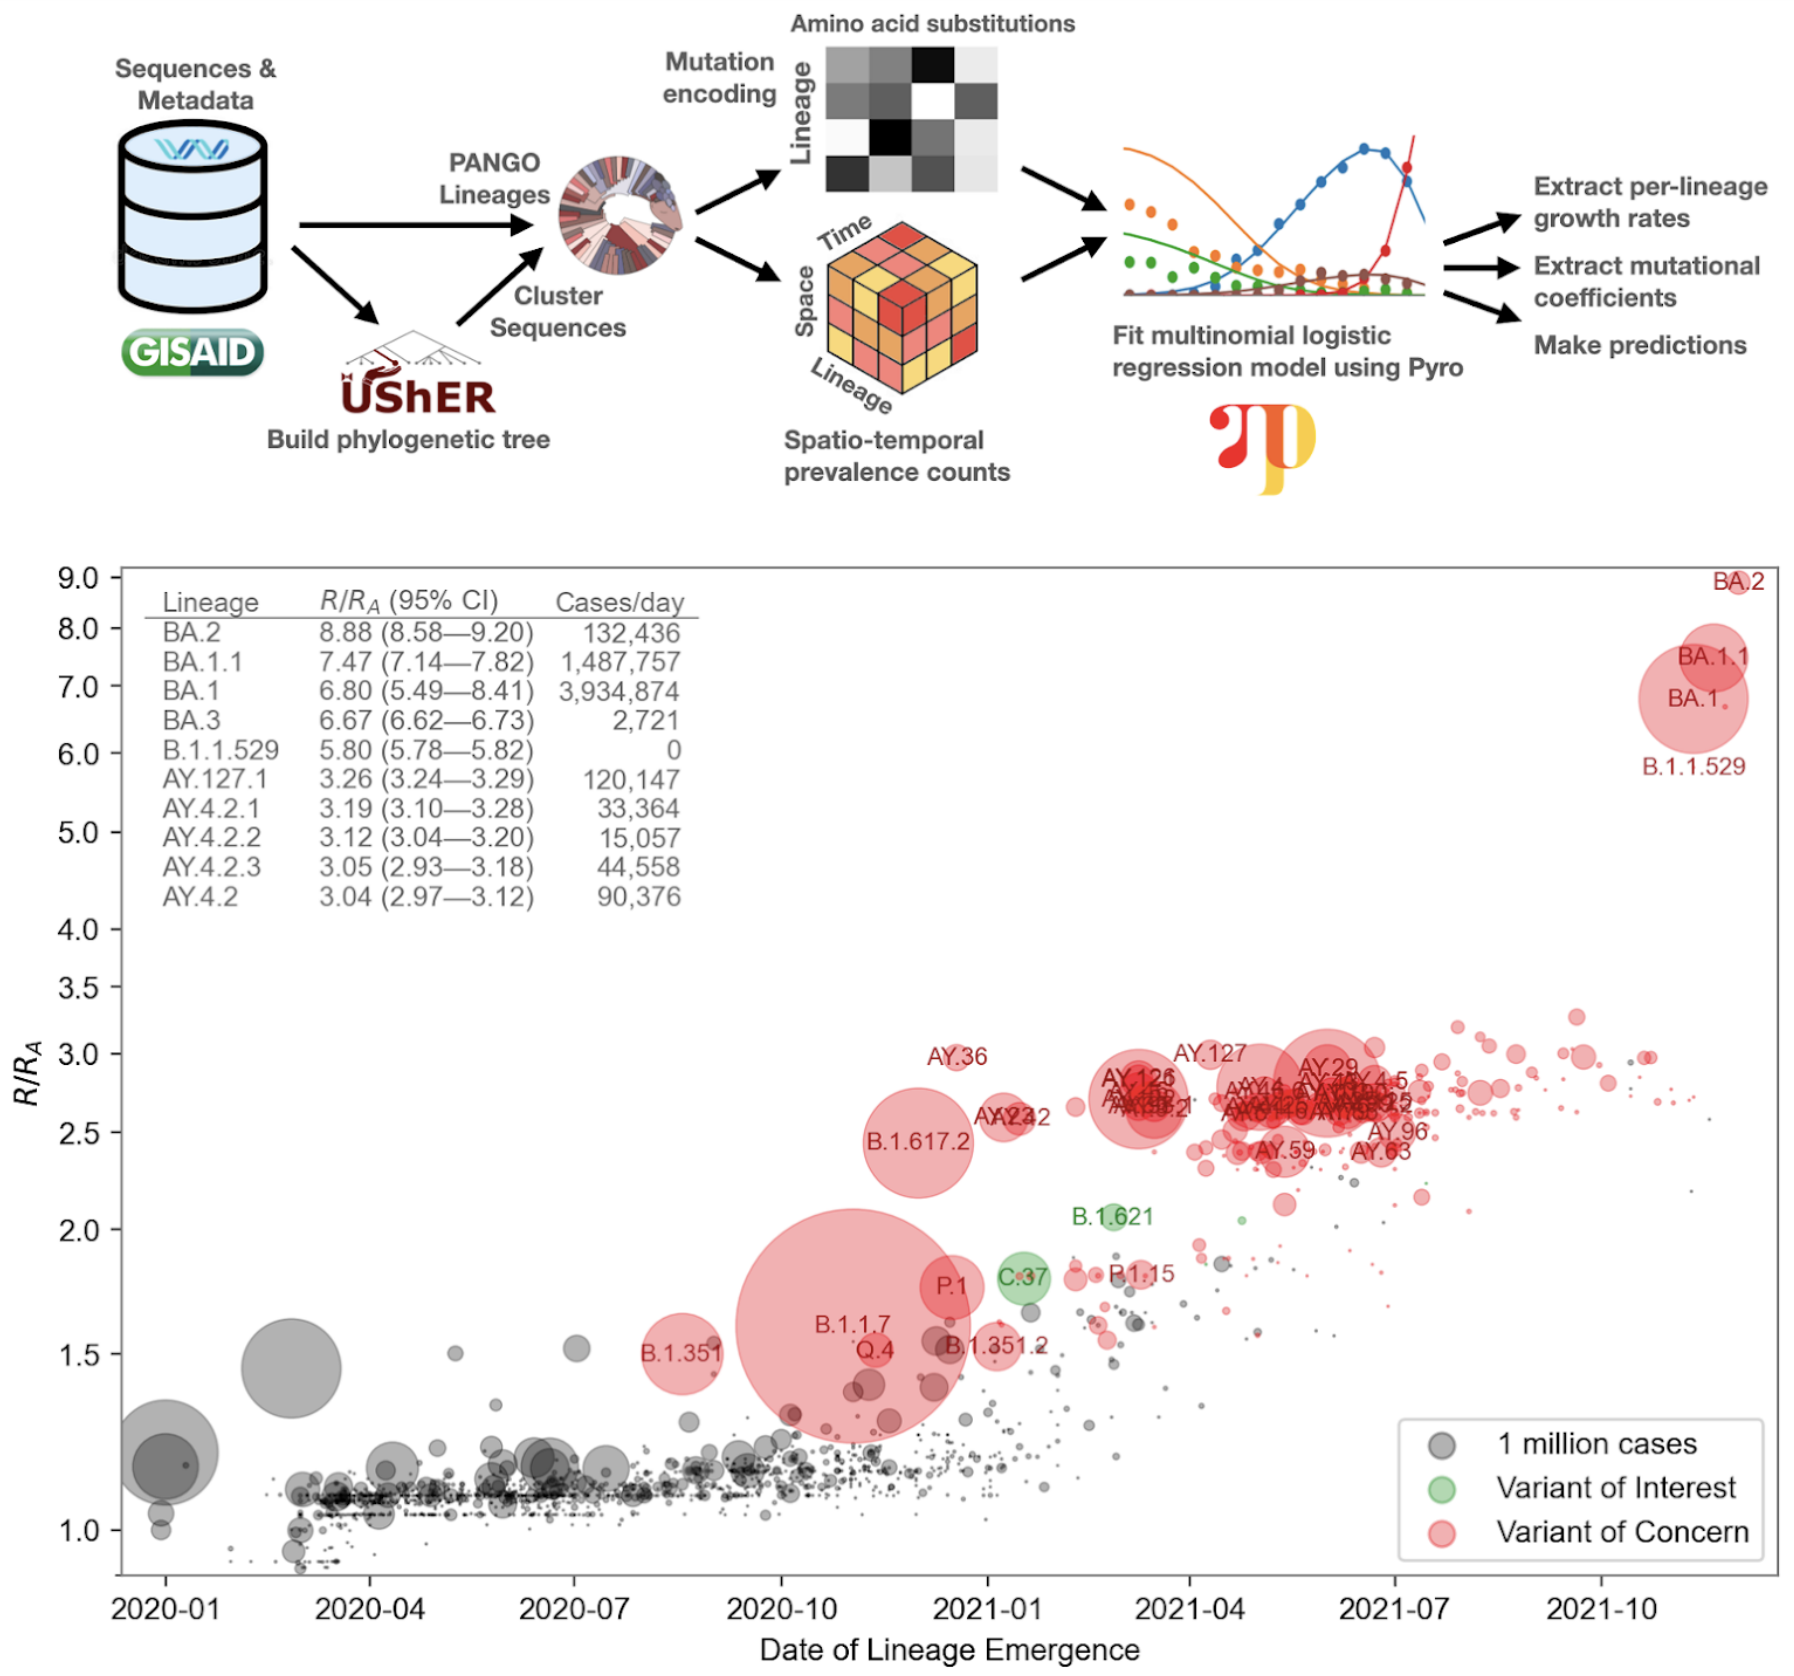 Amino acid substitutions
Sequences &
Metadata
Mutation
encoding
Lineage
PANGO
Lineages
GISAID
Cluster
Sequences
UShER
Build phylogenetic tree
Time
Space
Lineage
Spatio-temporal
prevalence counts
Fit multinomial logistic
regression model using Pyro
Extract per-lineage
growth rates
Extract mutational
coefficients
Make predictions
Lineage R/RA (95% CI) Cases/day
BA.2 8.88 (8.58—9.20) 132,436
BA.1.1 7.47 (7.14—7.82) 1,487,757
BA.1 6.80 (5.49—8.41) 3,934,874
BA.3 6.67 (6.62—6.73) 2,721
B.1.1.529 5.80 (5.78—5.82) 0
AY.127.1 3.26 (3.24—3.29) 120,147
AY.4.2.1 3.19 (3.10—3.28) 33,364
AY.4.2.2 3.12 (3.04—3.20) 15,057
AY.4.2.3 3.05 (2.93—3.18) 44,558
AY.4.2 3.04 (2.97—3.12) 90,376
9.0
8.0
7.0
6.0
5.0
4.0
3.5
3.0
2.5
2.0
1.5
1.0
R/RA
BA.2
BA.1.1
BA.1
B.1.1.529
AY.36
AY.127
AY.29
AY.126
B.1.617.2
AY.96
AY.59
AY.63
B.1.621
C.37
P.1.15
P.1
B.1.1.7
Q.4
B.1.351
B.1.351.2
1 million cases
Variant of Interest
Variant of Concern
2020-01 2020-04 2020-07 2020-10 2021-01 2021-04 2021-07 2021-10
Date of Lineage Emergence